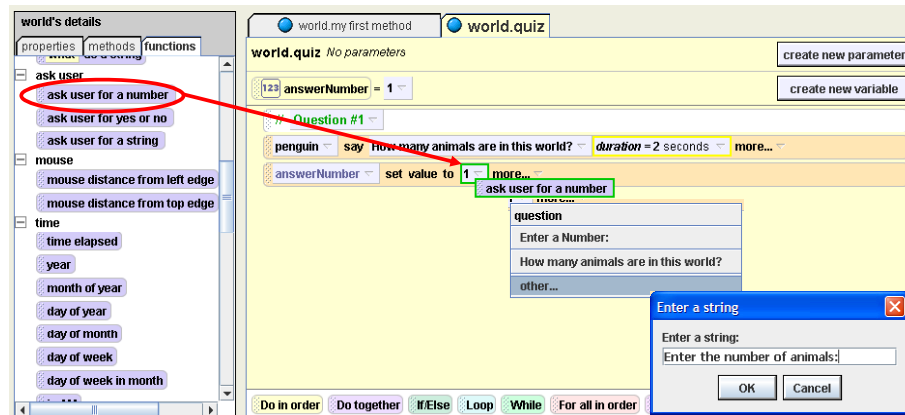 world's details
properties methods functions
what
ask user
ask user for a number
ask user for yes or no
ask user for a string
mouse
mouse distance from left edge
mouse distance from top edge
time
time elapsed
year
month of year
day of year
day of month
day of week
day of week in month
world.my first method world.quiz
world.quiz No parameters
create new parameter
123 answerNumber = 1
create new variable
// Question #1
penguin say How many animals are in this world? duration = 2 seconds more...
answerNumber set value to 1 more...
ask user for a number
more...
question
Enter a Number:
How many animals are in this world?
other...
Enter a string
Enter a string:
Enter the number of animals:
OK Cancel
Do in order Do together If/Else Loop While For all in order